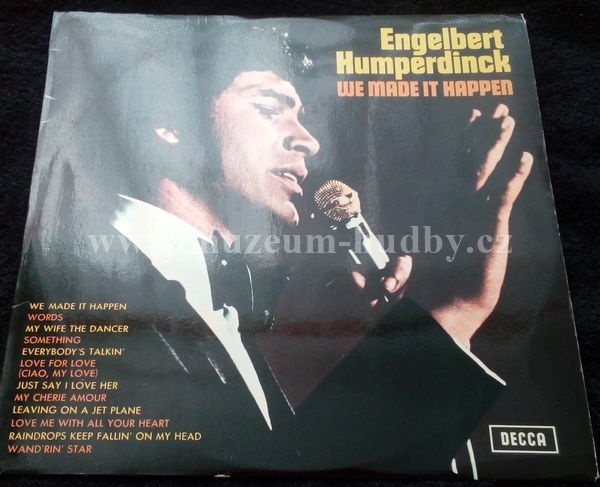 Engelbert
Humperdinck
WE MADE IT HAPPEN
www.muzeum-hudby.cz
WE MADE IT HAPPEN
WORDS
MY WIFE THE DANCER
SOMETHING
EVERYBODY'S TALKIN'
LOVE FOR LOVE
(CIAO, MY LOVE)
JUST SAY I LOVE HER
MY CHERIE AMOUR
LEAVING ON A JET PLANE
LOVE ME WITH ALL YOUR HEART
RAINDROPS KEEP FALLIN' ON MY HEAD
WAND'RIN' STAR
DECCA